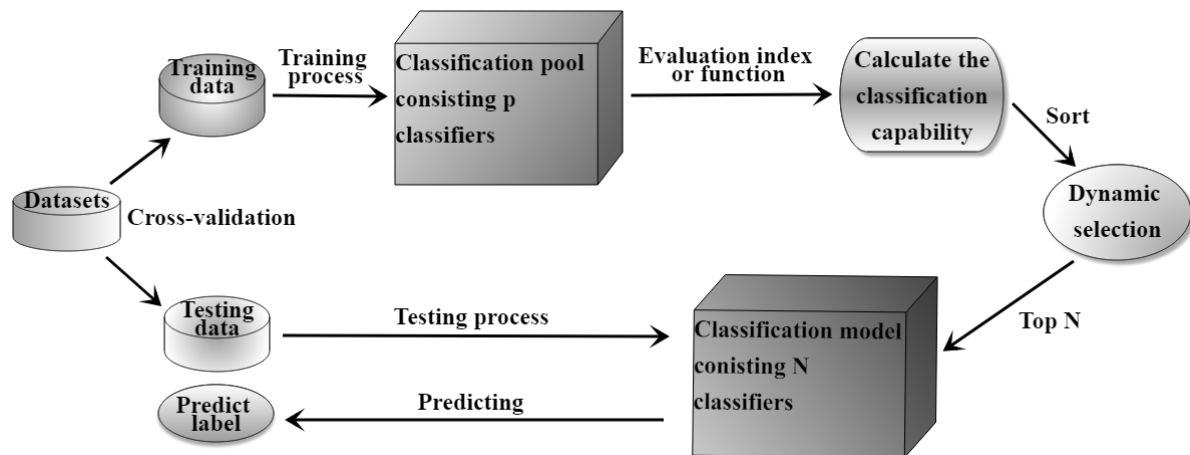 Training
data
Training
process
Classification pool
consisting p
classifiers
Evaluation index
or function
Calculate the
classification
capability
Sort
Datasets
Cross-validation
Dynamic
selection
Testing
data
Testing process
Classification model
conisting N
classifiers
Top N
Predict
label
Predicting